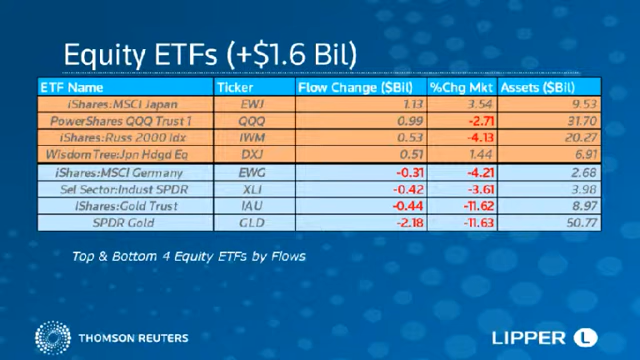 Equity ETFs (+$1.6 Bil)
ETF Name Ticker Flow Change ($Bil) %Chg Mkt Assets ($Bil)
iShares:MSCI Japan EWJ 1.13 3.54 9.53
PowerShares QQQ Trust 1 QQQ 0.99 -2.71 31.70
iShares:Russ 2000 Idx IWM 0.53 -4.13 20.27
WisdomTree:Jpn Hdgd Eq DXJ 0.51 1.44 6.91
iShares:MSCI Germany EWG -0.31 -4.21 2.68
Sel Sector:Indust SPDR XLI -0.42 -3.61 3.98
iShares:Gold Trust IAU -0.44 -11.62 8.97
SPDR Gold GLD -2.18 -11.63 50.77
Top & Bottom 4 Equity ETFs by Flows
THOMSON REUTERS
LIPPER L